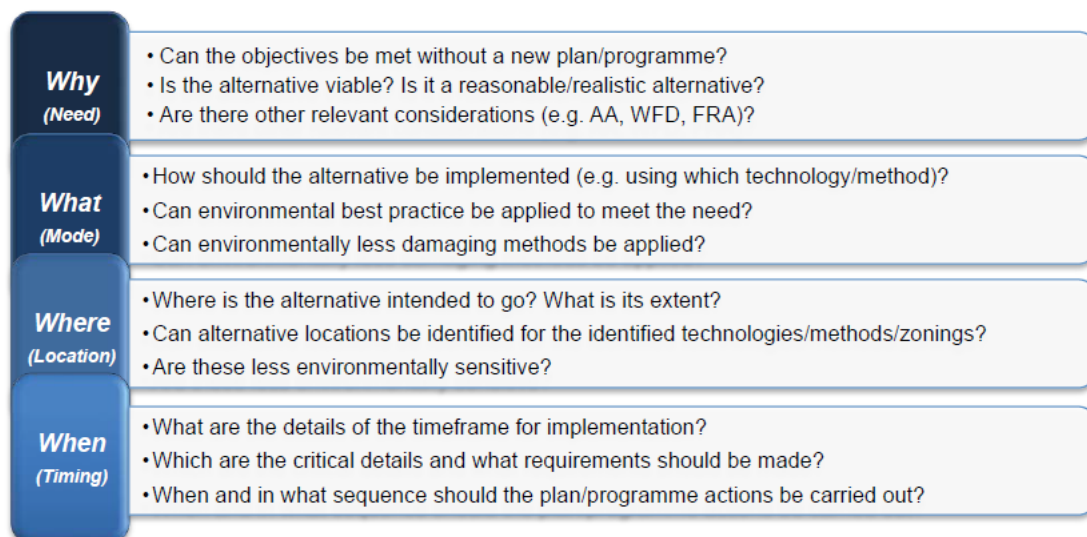 Why
(Need)
• Can the objectives be met without a new plan/programme?
• Is the alternative viable? Is it a reasonable/realistic alternative?
• Are there other relevant considerations (e.g. AA, WFD, FRA)?
What
(Mode)
• How should the alternative be implemented (e.g. using which technology/method)?
• Can environmental best practice be applied to meet the need?
• Can environmentally less damaging methods be applied?
Where
(Location)
• Where is the alternative intended to go? What is its extent?
• Can alternative locations be identified for the identified technologies/methods/zonings?
• Are these less environmentally sensitive?
When
(Timing)
• What are the details of the timeframe for implementation?
• Which are the critical details and what requirements should be made?
• When and in what sequence should the plan/programme actions be carried out?